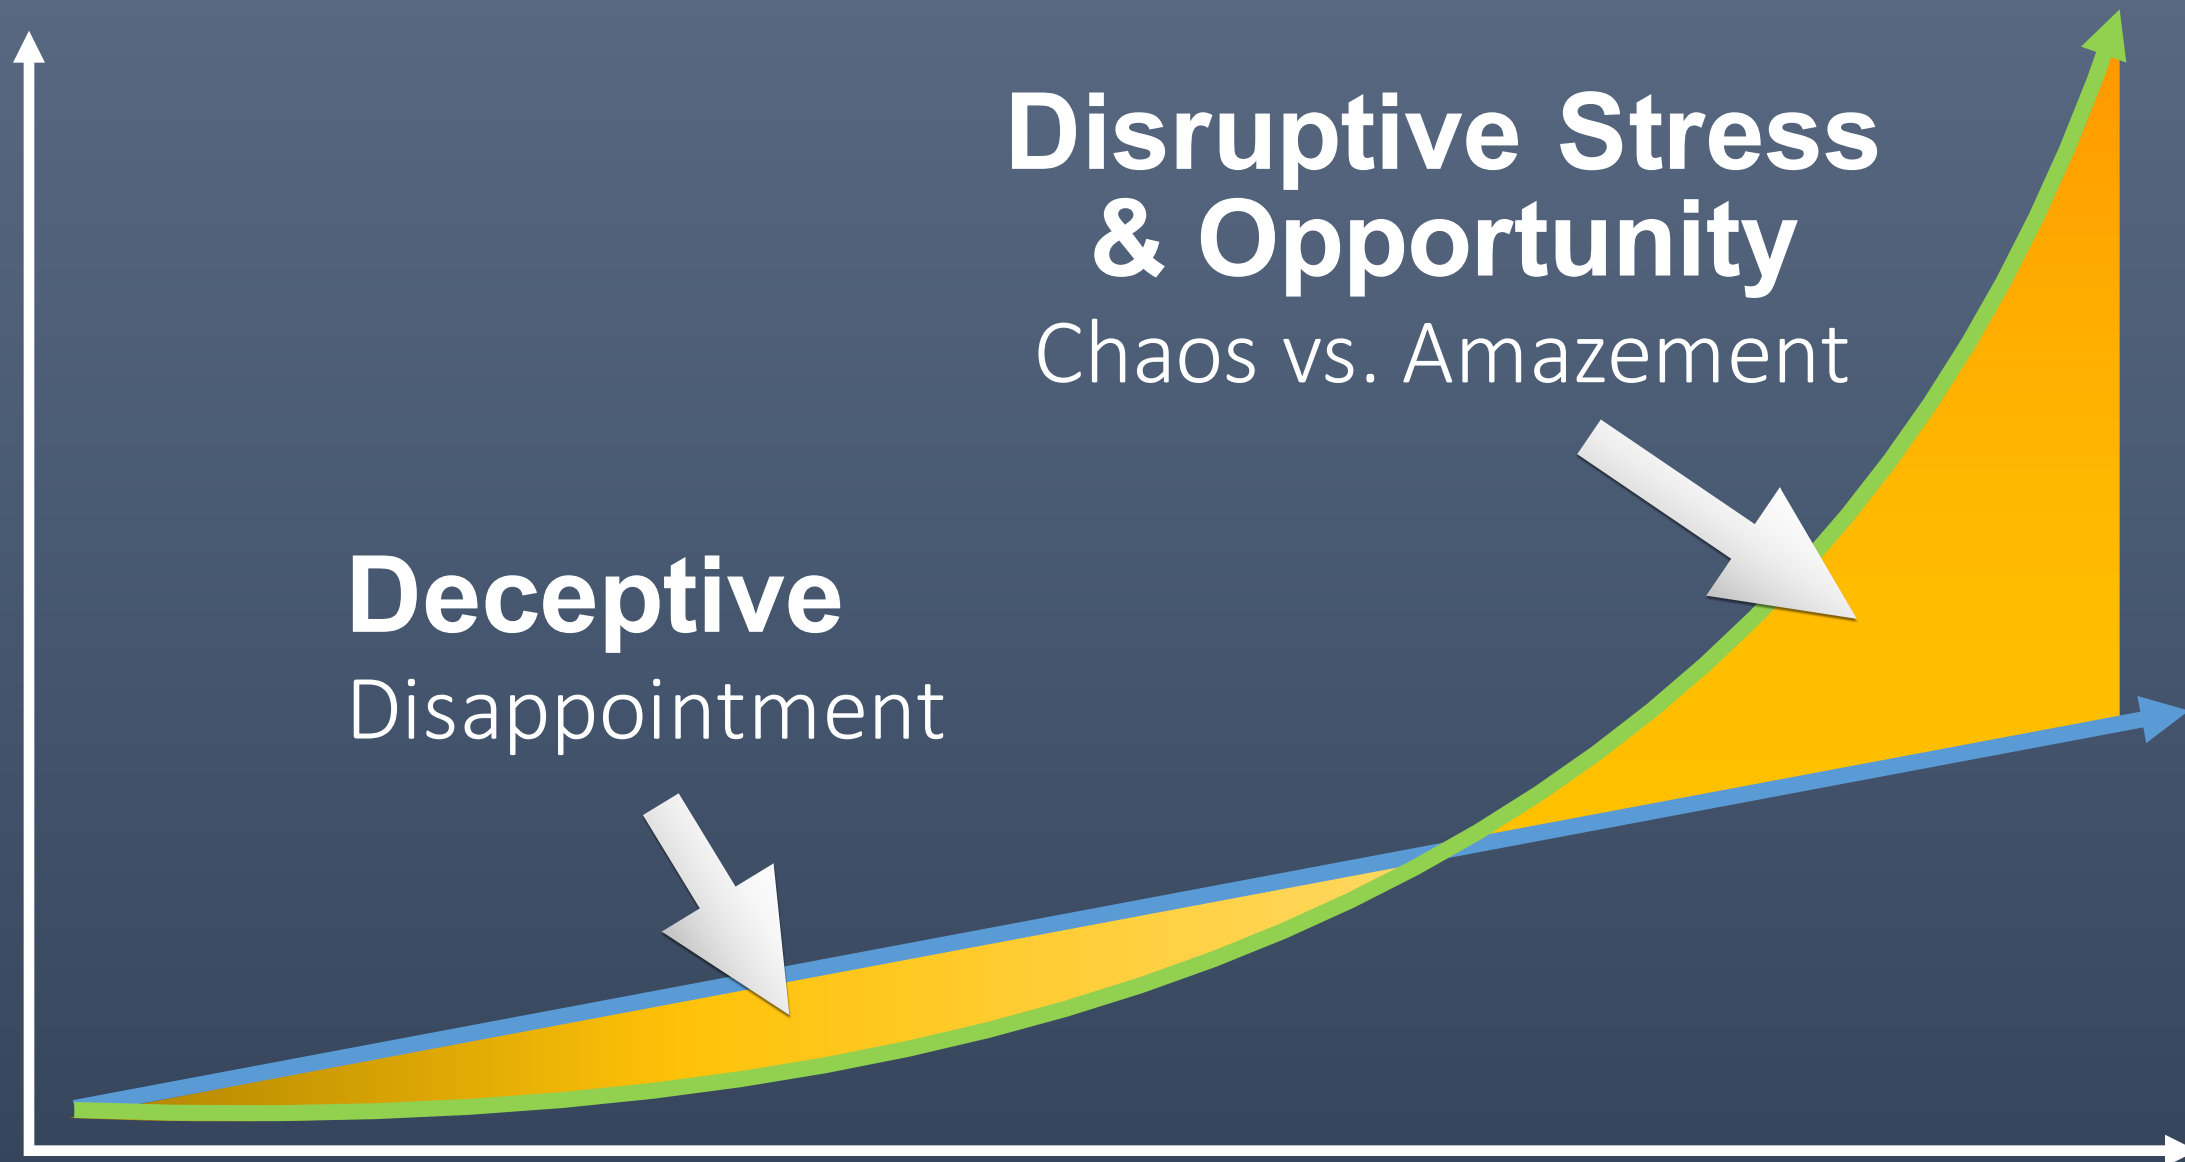 Disruptive Stress
& Opportunity
Chaos vs. Amazement
Deceptive
Disappointment